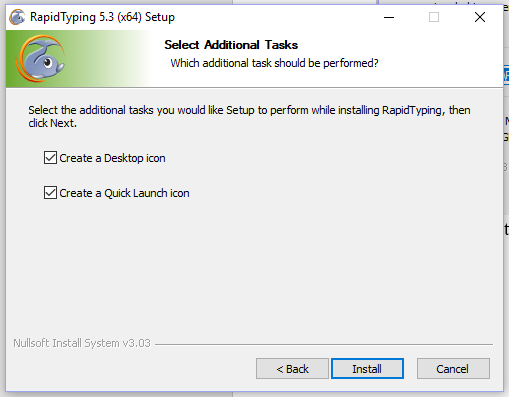 RapidTyping 5.3 (x64) Setup
Select Additional Tasks
Which additional task should be performed?
Select the additional tasks you would like Setup to perform while installing RapidTyping, then
click Next.
Create a Desktop icon
Create a Quick Launch icon
Nullsoft Install System v3.03
< Back
Install
Cancel